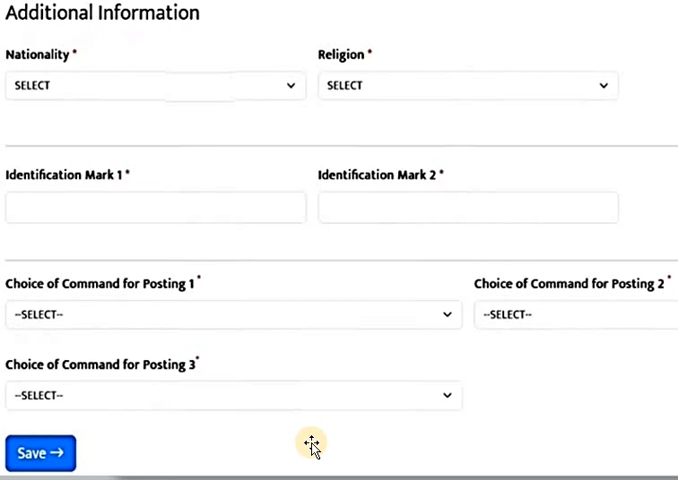 Additional Information
Nationality * Religion *
SELECT SELECT
Identification Mark 1 * Identification Mark 2 *
Choice of Command for Posting 1 * Choice of Command for Posting 2 *
--SELECT-- --SELECT--
Choice of Command for Posting 3 *
--SELECT--
Save →